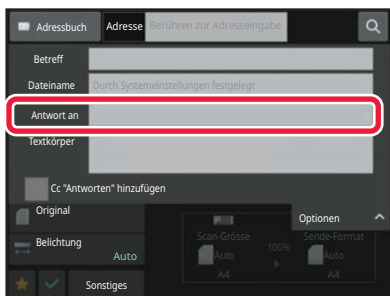 Adressbuch Adresse Berühren zur Adresseingabe
Betreff
Dateiname Durch Systemeinstellungen festgelegt
Antwort an
Textkörper
Cc "Antworten" hinzufügen
Original
Optionen
Belichtung
Auto
Scan-Grösse
Auto
A4
100%
Sende-Format
Auto
A4
Sonstiges